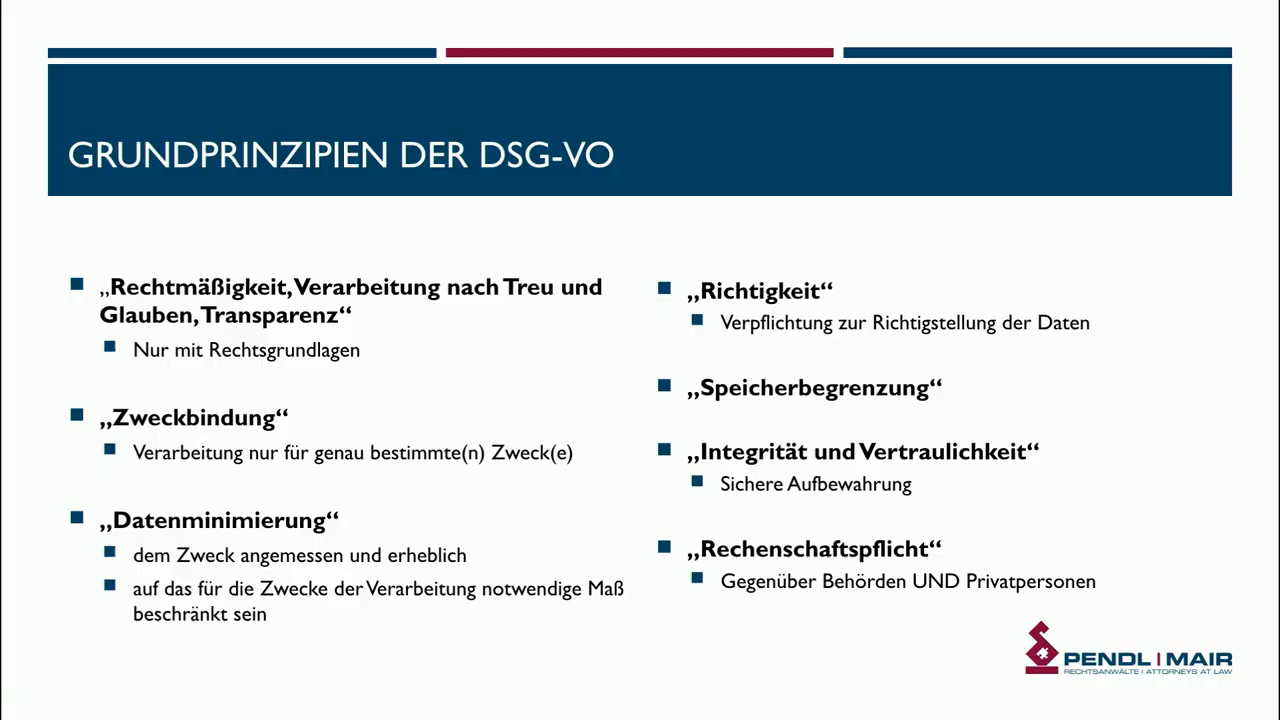 GRUNDPRINZIPIEN DER DSG-VO
„Rechtmäßigkeit, Verarbeitung nach Treu und
Glauben, Transparenz“
Nur mit Rechtsgrundlagen
„Zweckbindung“
Verarbeitung nur für genau bestimmte(n) Zweck(e)
„Datenminimierung“
dem Zweck angemessen und erheblich
auf das für die Zwecke der Verarbeitung notwendige Maß
beschränkt sein
„Richtigkeit“
Verpflichtung zur Richtigstellung der Daten
„Speicherbegrenzung“
„Integrität und Vertraulichkeit“
Sichere Aufbewahrung
„Rechenschaftspflicht“
Gegenüber Behörden UND Privatpersonen
PENDL | MAIR
RECHTSANWÄLTE | ATTORNEYS AT LAW